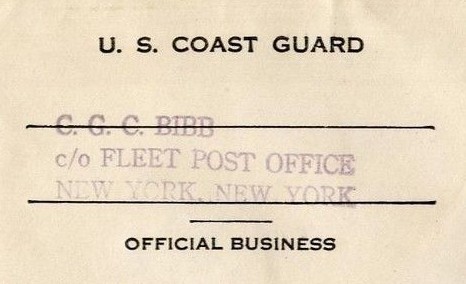 U. S. COAST GUARD
C. G. C. BIBB
c/o FLEET POST OFFICE
NEW YORK, NEW YORK
OFFICIAL BUSINESS